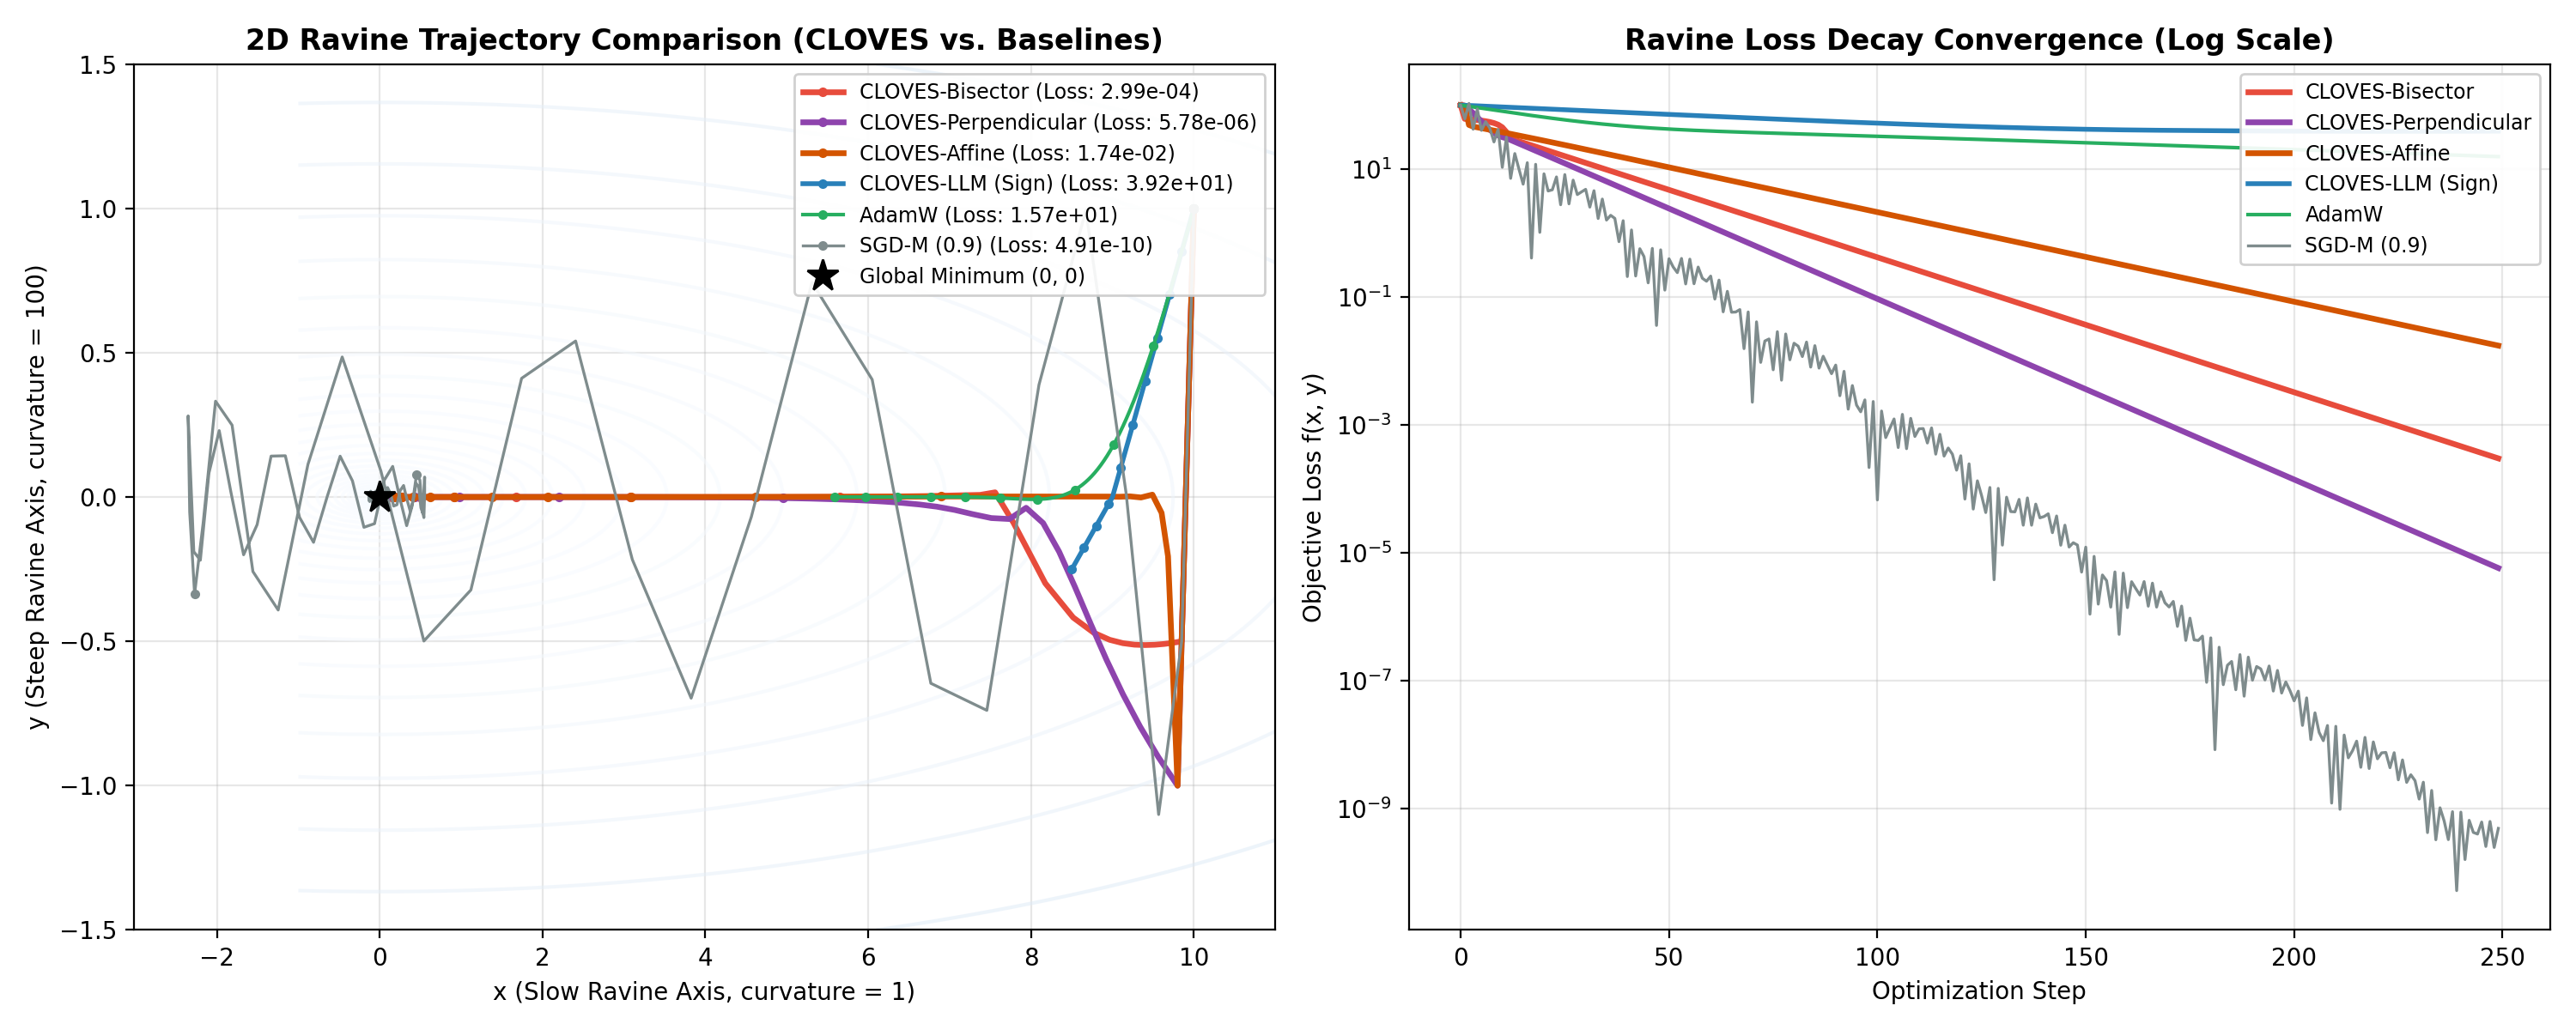 2D Ravine Trajectory Comparison (CLOVES vs. Baselines)
y (Steep Ravine Axis, curvature = 100)
1.5
1.0
0.5
0.0
−0.5
−1.0
−1.5
CLOVES-Bisector (Loss: 2.99e-04)
CLOVES-Perpendicular (Loss: 5.78e-06)
CLOVES-Affine (Loss: 1.74e-02)
CLOVES-LLM (Sign) (Loss: 3.92e+01)
AdamW (Loss: 1.57e+01)
SGD-M (0.9) (Loss: 4.91e-10)
Global Minimum (0, 0)
−2 0 2 4 6 8 10
x (Slow Ravine Axis, curvature = 1)
Ravine Loss Decay Convergence (Log Scale)
Objective Loss f(x, y)
10¹
10⁻¹
10⁻³
10⁻⁵
10⁻⁷
10⁻⁹
CLOVES-Bisector
CLOVES-Perpendicular
CLOVES-Affine
CLOVES-LLM (Sign)
AdamW
SGD-M (0.9)
0 50 100 150 200 250
Optimization Step